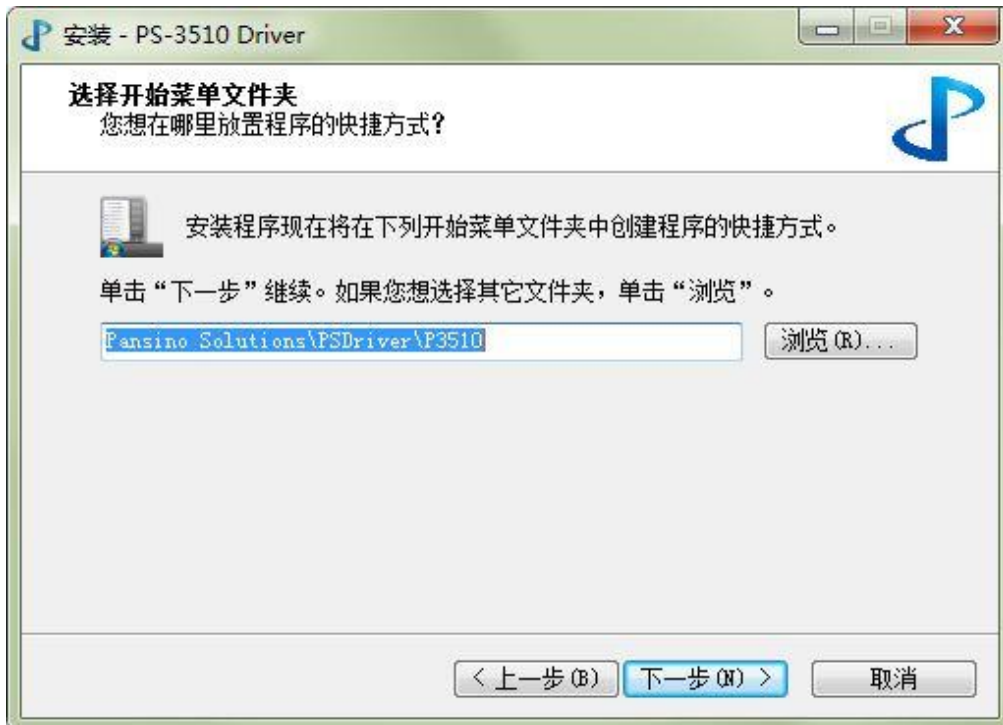 安装 - PS-3510 Driver
选择开始菜单文件夹
您想在哪里放置程序的快捷方式?
安装程序现在将在下列开始菜单文件夹中创建程序的快捷方式。
单击“下一步”继续。如果您想选择其它文件夹，单击“浏览”。
Pansino Solutions\PSDriver\P3510
浏览(R)...
< 上一步(B)
下一步(N) >
取消